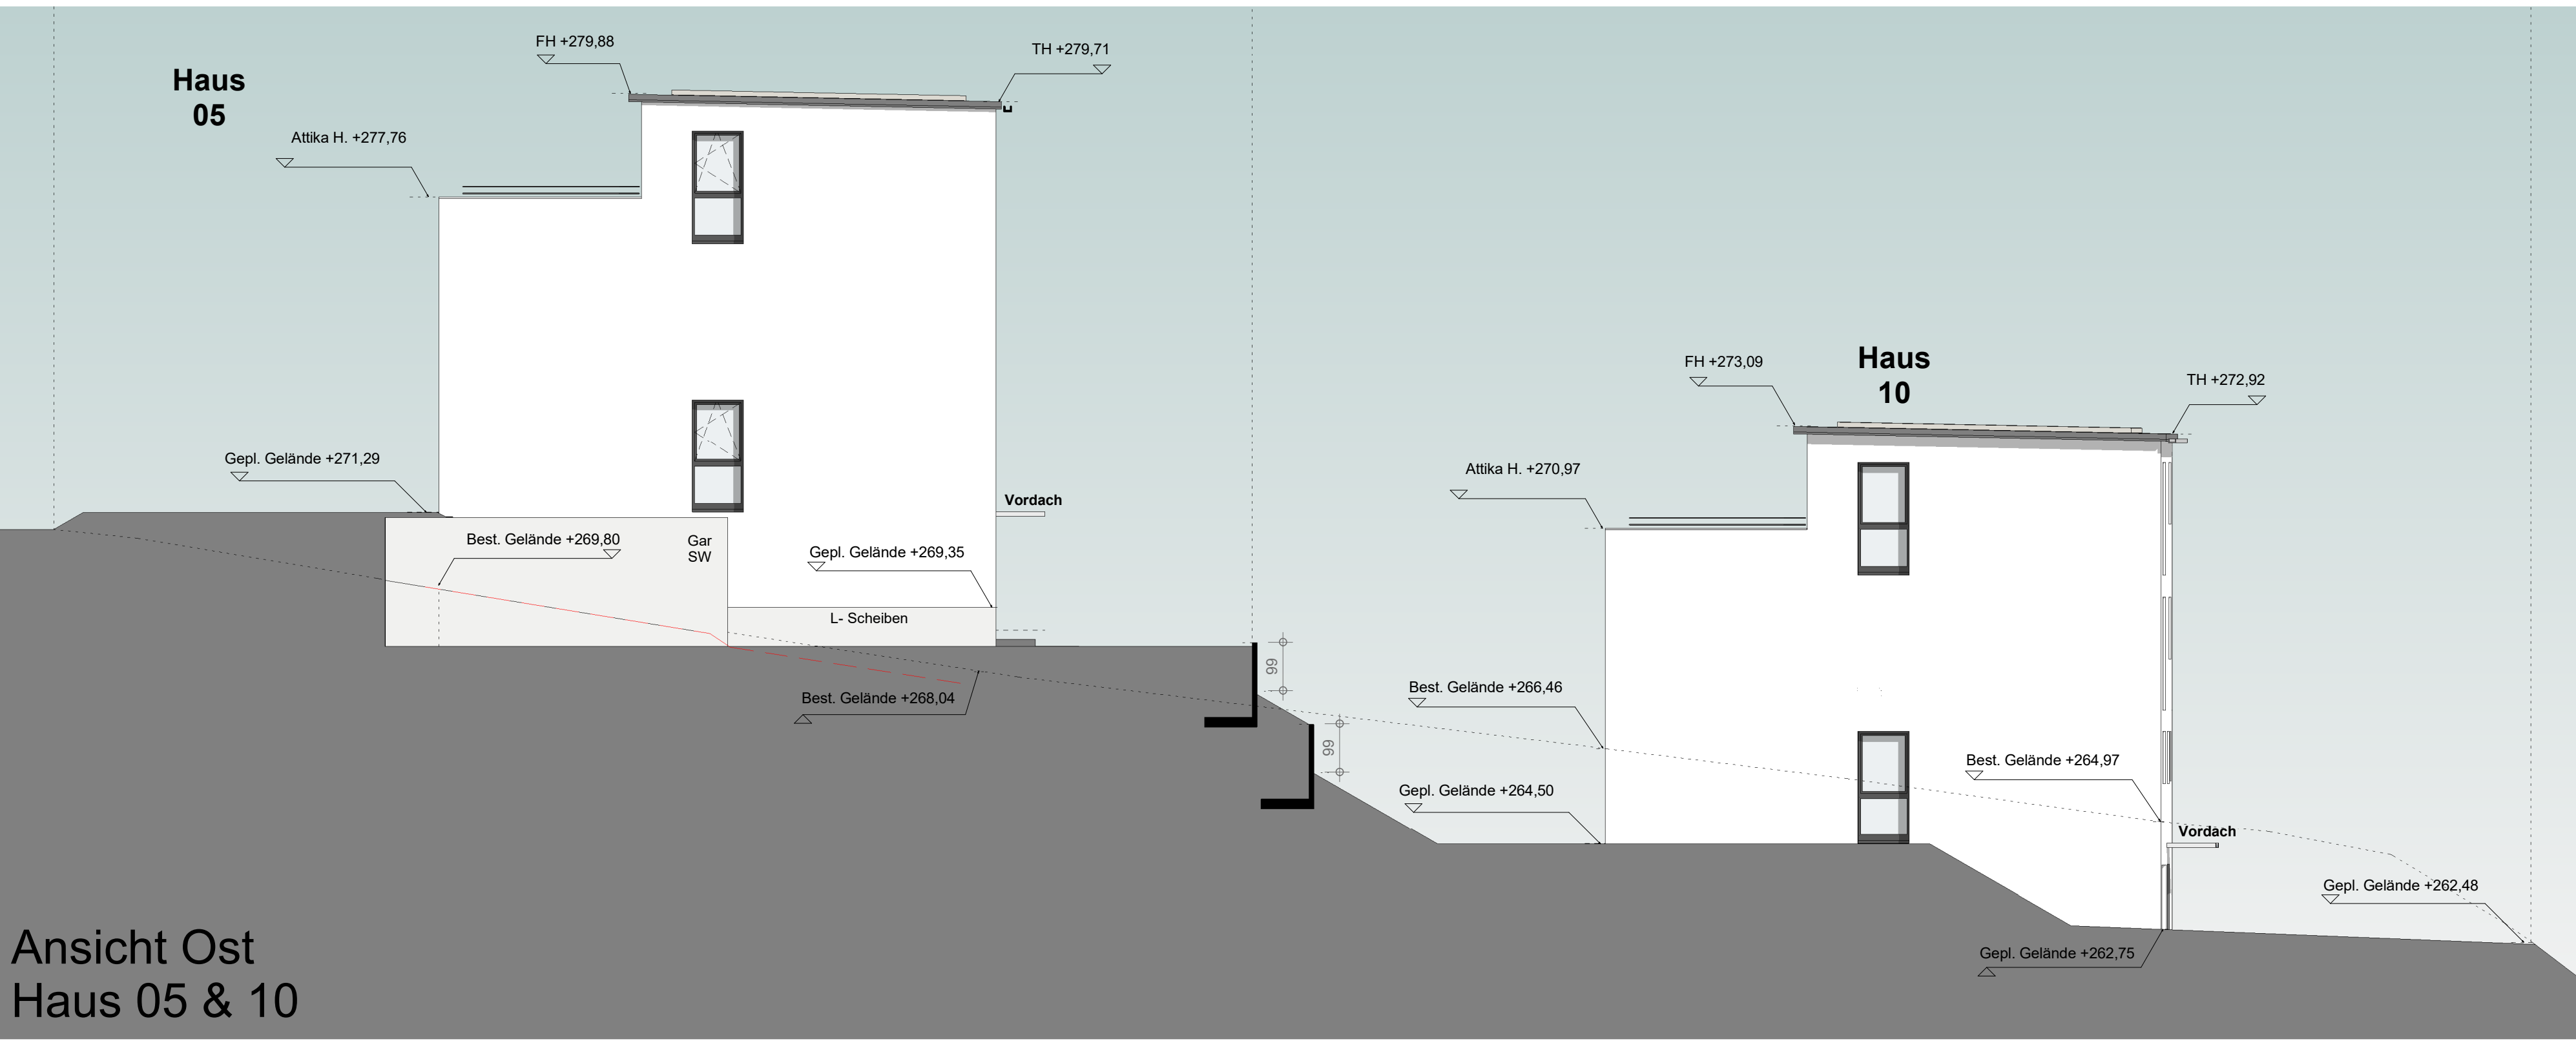 FH +279,88
TH +279,71
Haus
05
Attika H. +277,76
Gepl. Gelände +271,29
Best. Gelände +269,80
Gar
SW
Gepl. Gelände +269,35
L- Scheiben
Vordach
Best. Gelände +268,04
99
99
FH +273,09
Haus
10
TH +272,92
Attika H. +270,97
Best. Gelände +266,46
Gepl. Gelände +264,50
Best. Gelände +264,97
Vordach
Gepl. Gelände +262,48
Gepl. Gelände +262,75
Ansicht Ost
Haus 05 & 10